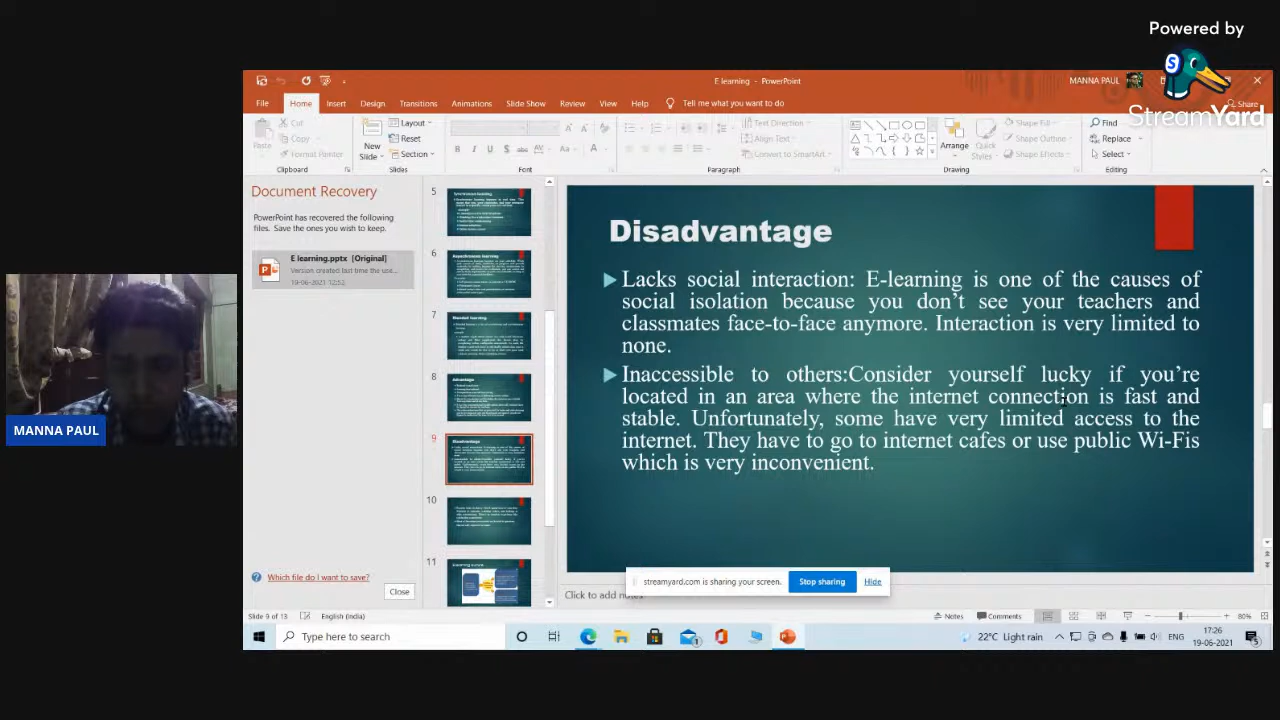 Powered by
StreamYard
E learning - PowerPoint
MANNA PAUL
File Home Insert Design Transitions Animations Slide Show Review View Help Tell me what you want to do
Share
Paste
Cut
Copy
Format Painter
Clipboard
New
Slide
Layout
Reset
Section
Slides
Font
Text Direction
Align Text
Convert to SmartArt
Paragraph
Arrange
Quick
Styles
Shape Fill
Shape Outline
Shape Effects
Drawing
Find
Replace
Select
Editing
Document Recovery
PowerPoint has recovered the following
files. Save the ones you wish to keep.
E learning.pptx [Original]
Version created but time the use...
19-06-2021 12:52
Which file do I want to save?
Close
5
6
7
8
9
10
11
Disadvantage
Lacks social interaction: E-learning is one of the causes of
social isolation because you don't see your teachers and
classmates face-to-face anymore. Interaction is very limited to
none.
Inaccessible to others:Consider yourself lucky if you're
located in an area where the internet connection is fast and
stable. Unfortunately, some have very limited access to the
internet. They have to go to internet cafes or use public Wi-Fis
which is very inconvenient.
streamyard.com is sharing your screen.
Stop sharing
Hide
Click to add notes
Slide 9 of 13
English (India)
Notes
Comments
80%
Type here to search
22°C Light rain
ENG
17:26
19-06-2021
MANNA PAUL